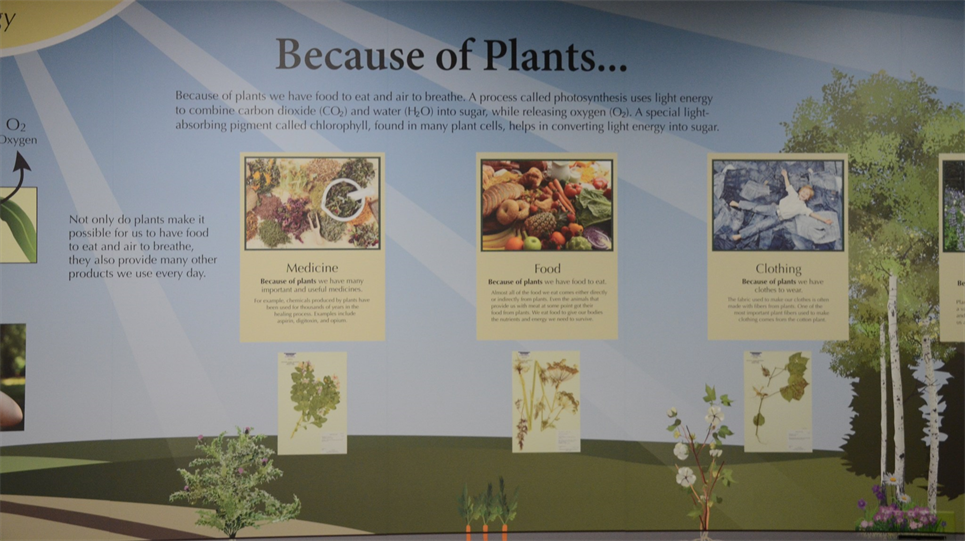 gy
Because of Plants...
Because of plants we have food to eat and air to breathe. A process called photosynthesis uses light energy
to combine carbon dioxide (CO₂) and water (H₂O) into sugar, while releasing oxygen (O₂). A special light-
absorbing pigment called chlorophyll, found in many plant cells, helps in converting light energy into sugar.
O₂
Oxygen
Not only do plants make it
possible for us to have food
to eat and air to breathe,
they also provide many other
products we use every day.
Medicine
Because of plants we have many
important and useful medicines.
For example, chemicals produced by plants have
been used for thousands of years in the
healing process. Examples include
aspirin, digitoxin, and opium.
Food
Because of plants we have food to eat.
Almost all of the food we eat comes either directly
or indirectly from plants. Even the animals that
provide us with meat at some point got their
food from plants. We eat food to give our bodies
the nutrients and energy we need to survive.
Clothing
Because of plants we have
clothes to wear.
The fabric used to make our clothes is often
made with fibers from plants. One of the
most important plant fibers used to make
clothing comes from the cotton plant.
Be